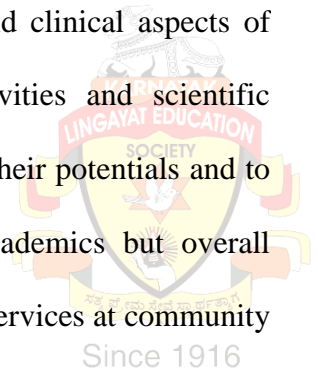 d clinical aspects of
vities and scientific
KARNATAK
LINGAYAT EDUCATION
SOCIETY
heir potentials and to
ademics but overall
ervices at community
Since 1916